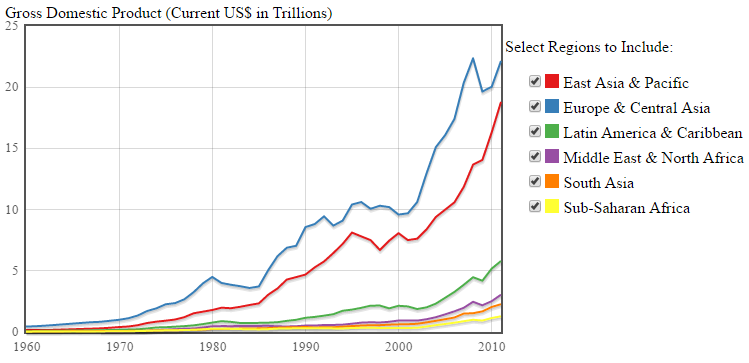 Gross Domestic Product (Current US$ in Trillions)
25
20
15
10
5
0
1960 1970 1980 1990 2000 2010
Select Regions to Include:
East Asia & Pacific
Europe & Central Asia
Latin America & Caribbean
Middle East & North Africa
South Asia
Sub-Saharan Africa